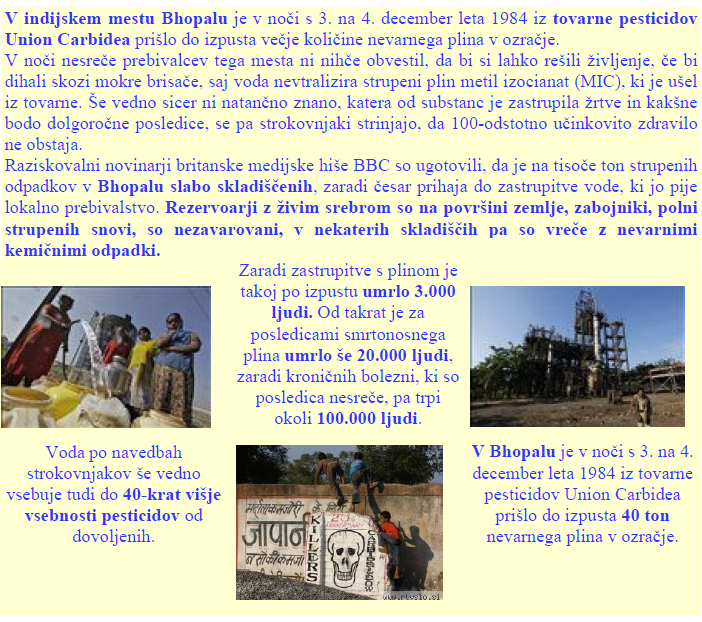 V indijskem mestu Bhopalu je v noči s 3. na 4. december leta 1984 iz tovarne pesticidov
Union Carbidea prišlo do izpusta večje količine nevarnega plina v ozračje.
V noči nesreče prebivalcev tega mesta ni nihče obvestil, da bi si lahko rešili življenje, če bi
dihali skozi mokre brisače, saj voda nevtralizira strupeni plin metil izocianat (MIC), ki je ušel
iz tovarne. Še vedno sicer ni natančno znano, katera od substanc je zastrupila žrtve in kakšne
bodo dolgoročne posledice, se pa strokovnjaki strinjajo, da 100-odstotno učinkovito zdravilo
ne obstaja.
Raziskovalni novinarji britanske medijske hiše BBC so ugotovili, da je na tisoče ton strupenih
odpadkov v Bhopalu slabo skladiščenih, zaradi česar prihaja do zastrupitve vode, ki jo pije
lokalno prebivalstvo. Rezervoarji z živim srebrom so na površini zemlje, zabojniki, polni
strupenih snovi, so nezavarovani, v nekaterih skladiščih pa so vreče z nevarnimi
kemičnimi odpadki.
Zaradi zastrupitve s plinom je
takoj po izpustu umrlo 3.000
ljudi. Od takrat je za
posledicami smrtonosnega
plina umrlo še 20.000 ljudi,
zaradi kroničnih bolezni, ki so
posledica nesreče, pa trpi
okoli 100.000 ljudi.
Voda po navedbah
strokovnjakov še vedno
vsebuje tudi do 40-krat višje
vsebnosti pesticidov od
dovoljenih.
जापान
KILLERS
CARBIDE
www.rtvslo.si
V Bhopalu je v noči s 3. na 4.
december leta 1984 iz tovarne
pesticidov Union Carbidea
prišlo do izpusta 40 ton
nevarnega plina v ozračje.